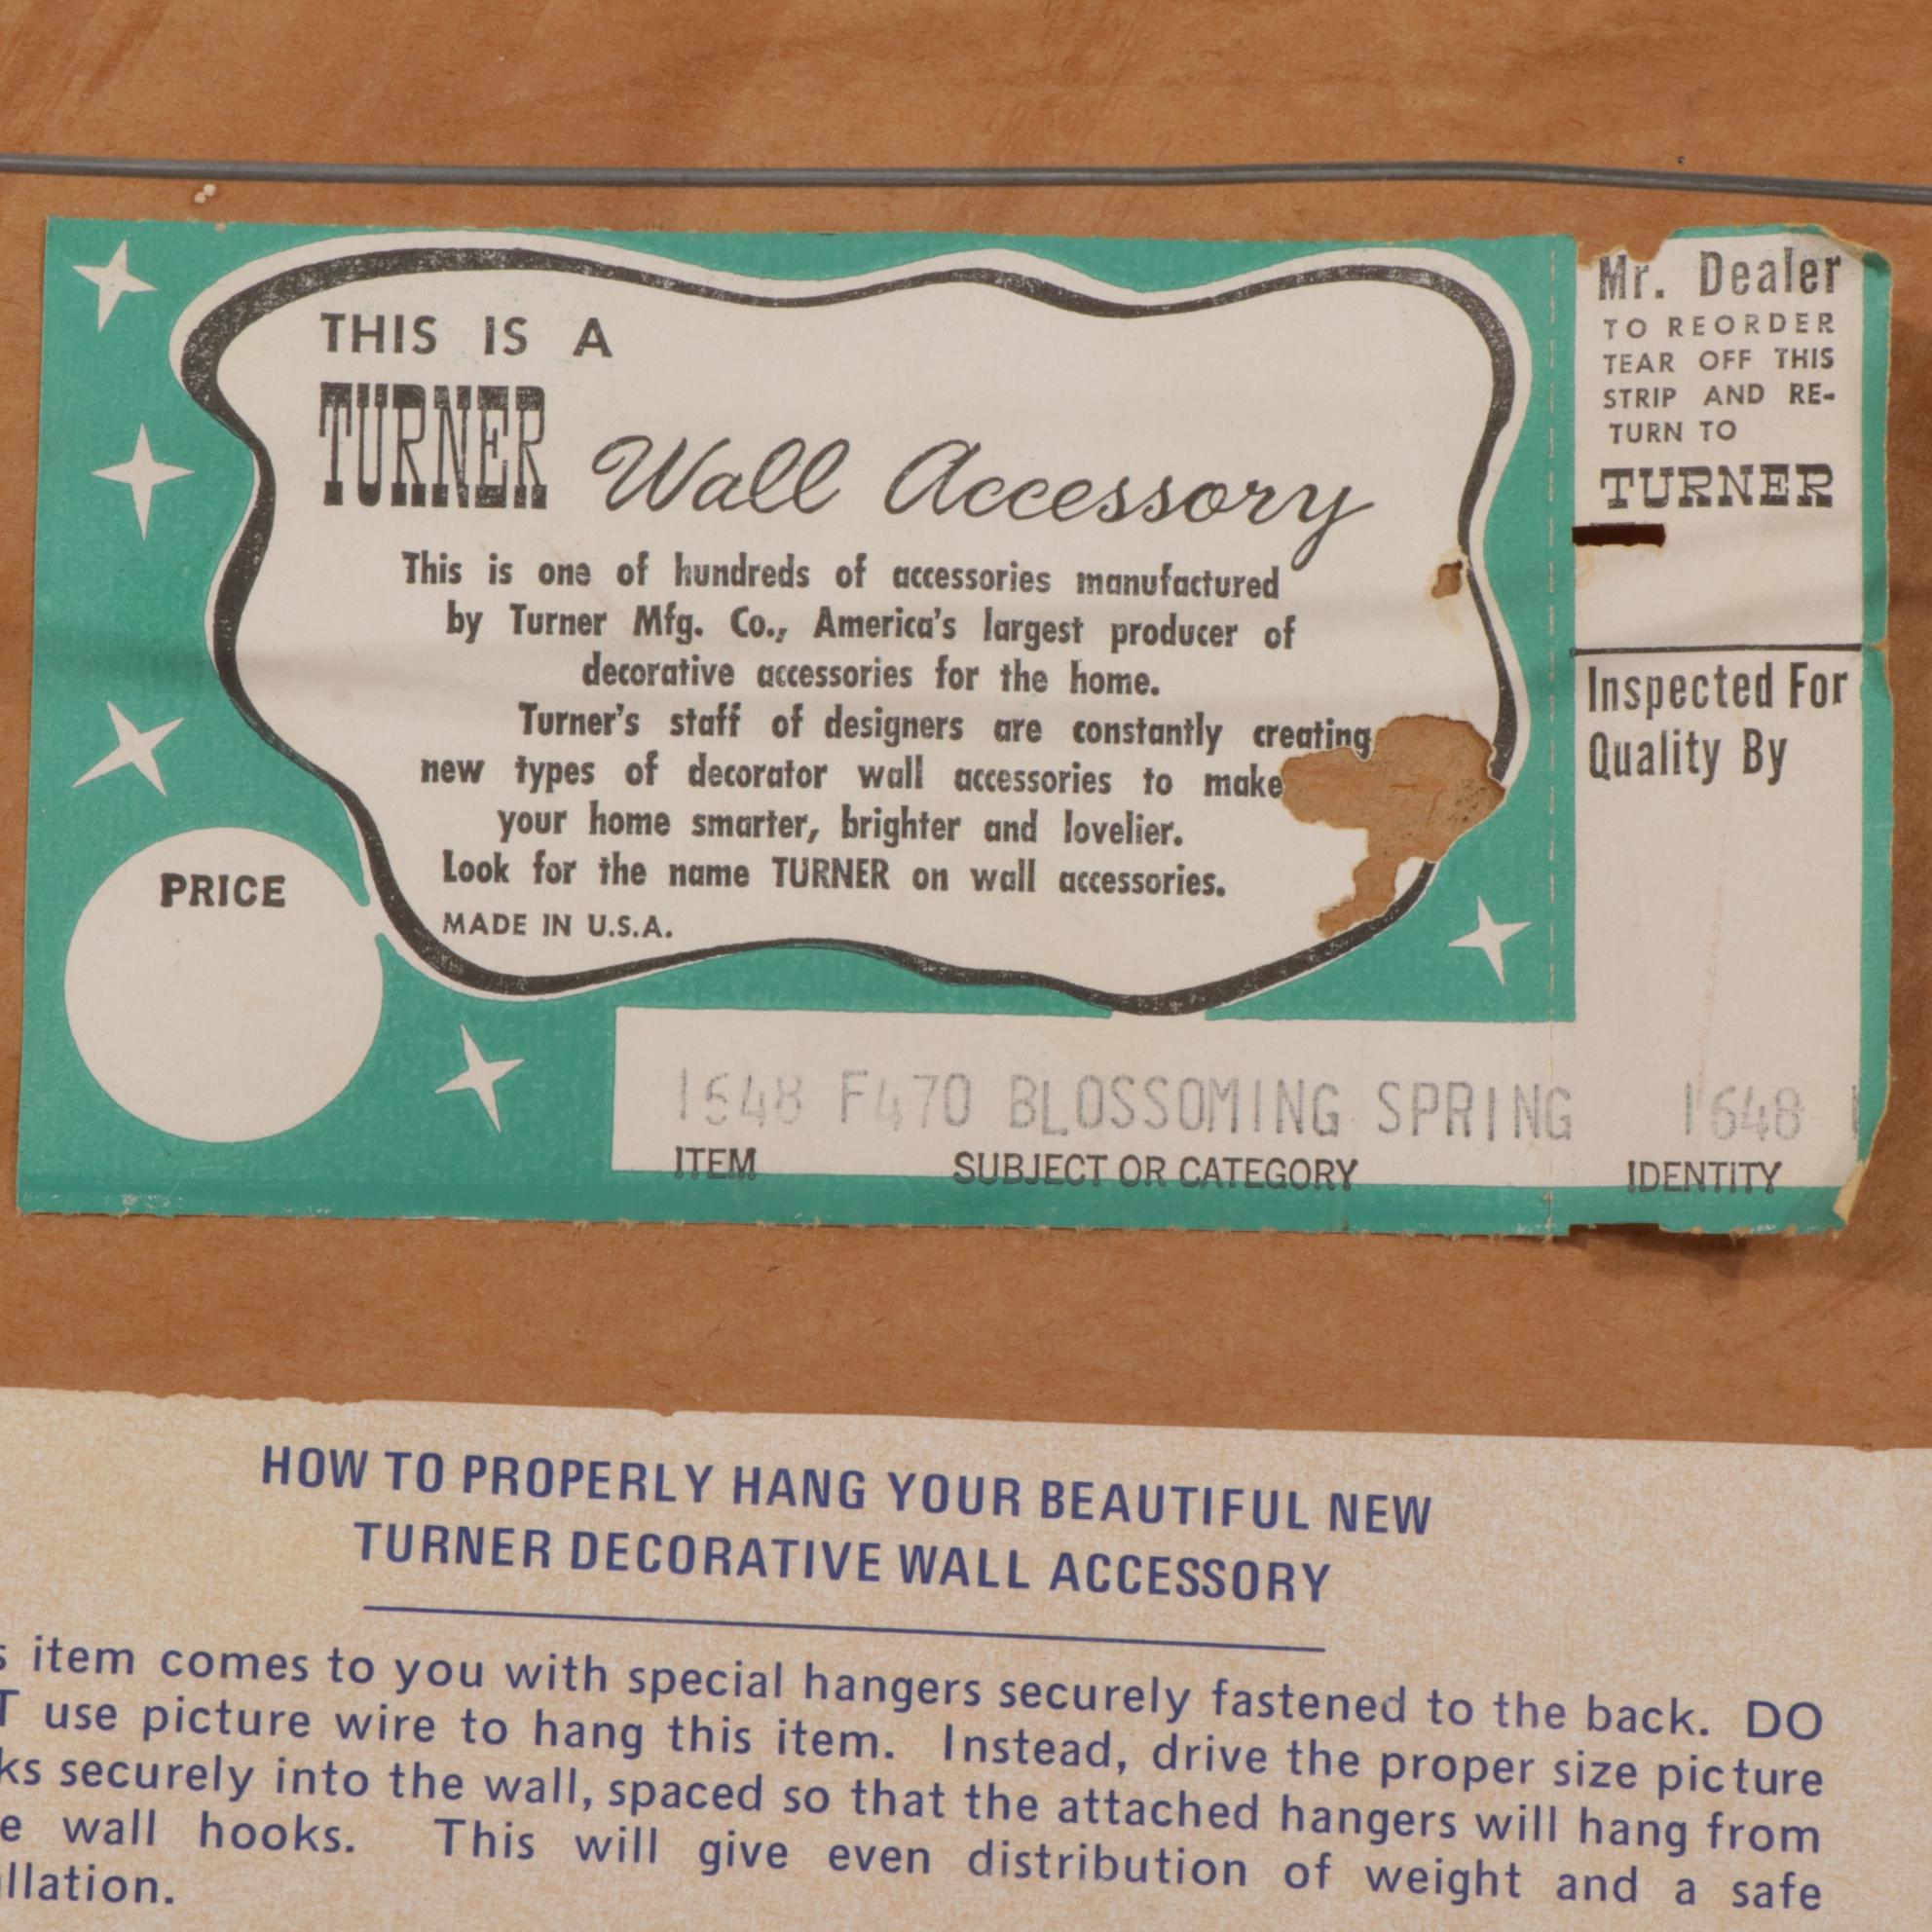 THIS IS A
TURNER Wall Accessory
This is one of hundreds of accessories manufactured
by Turner Mfg. Co., America's largest producer of
decorative accessories for the home.
Turner's staff of designers are constantly creating
new types of decorator wall accessories to make
your home smarter, brighter and lovelier.
Look for the name TURNER on wall accessories.
MADE IN U.S.A.
PRICE
1648 F470 BLOSSOMING SPRING
ITEM SUBJECT OR CATEGORY
Mr. Dealer
TO REORDER
TEAR OFF THIS
STRIP AND RE-
TURN TO
TURNER
Inspected For
Quality By
1648
IDENTITY
HOW TO PROPERLY HANG YOUR BEAUTIFUL NEW
TURNER DECORATIVE WALL ACCESSORY
item comes to you with special hangers securely fastened to the back. DO
T use picture wire to hang this item. Instead, drive the proper size picture
ks securely into the wall, spaced so that the attached hangers will hang from
e wall hooks. This will give even distribution of weight and a safe
llation.